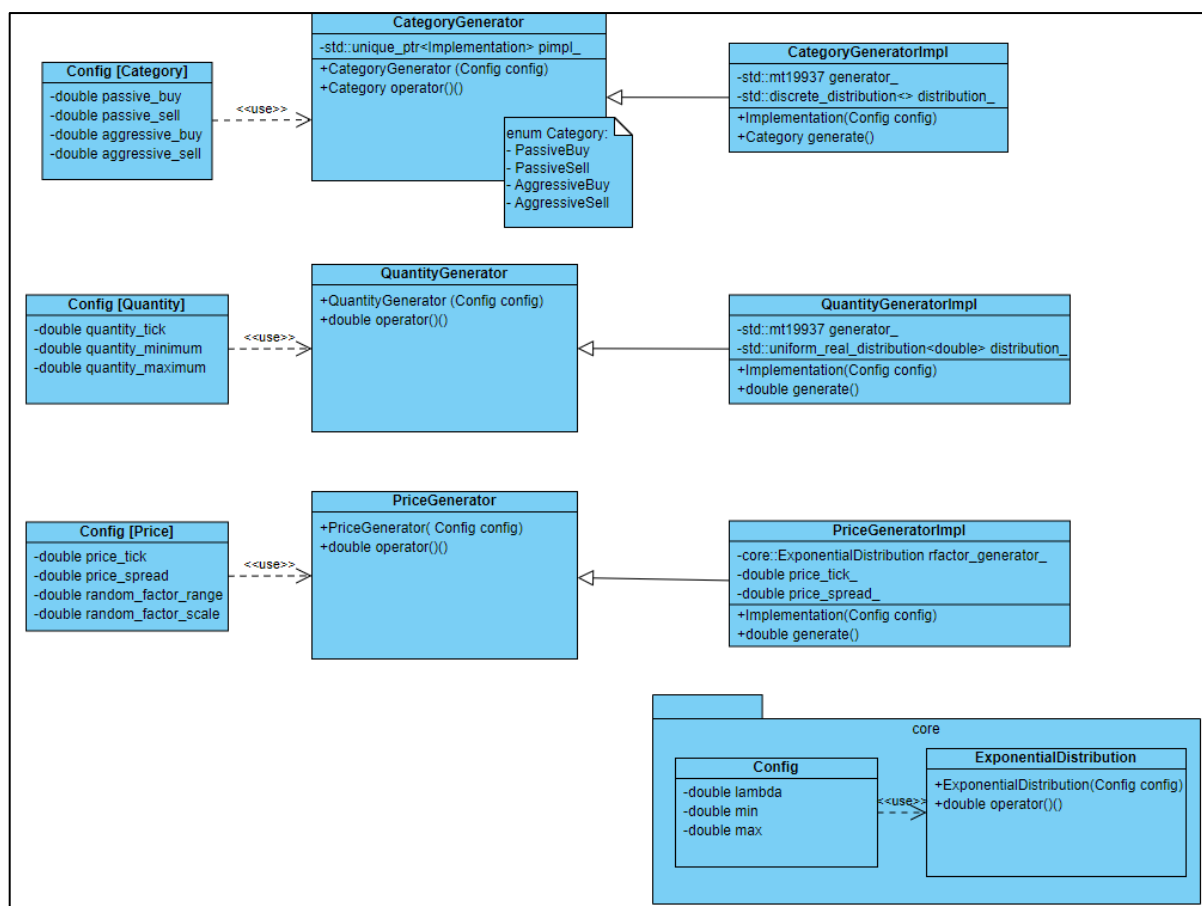 CategoryGenerator
-std::unique_ptr<Implementation> pimpl_
+CategoryGenerator (Config config)
+Category operator()()
Config [Category]
-double passive_buy
-double passive_sell
-double aggressive_buy
-double aggressive_sell
<<use>>
enum Category:
- PassiveBuy
- PassiveSell
- AggressiveBuy
- AggressiveSell
CategoryGeneratorImpl
-std::mt19937 generator_
-std::discrete_distribution<> distribution_
+Implementation(Config config)
+Category generate()
Config [Quantity]
-double quantity_tick
-double quantity_minimum
-double quantity_maximum
<<use>>
QuantityGenerator
+QuantityGenerator (Config config)
+double operator()()
QuantityGeneratorImpl
-std::mt19937 generator_
-std::uniform_real_distribution<double> distribution_
+Implementation(Config config)
+double generate()
Config [Price]
-double price_tick
-double price_spread
-double random_factor_range
-double random_factor_scale
<<use>>
PriceGenerator
+PriceGenerator( Config config)
+double operator()()
PriceGeneratorImpl
-core::ExponentialDistribution rfactor_generator_
-double price_tick_
-double price_spread_
+Implementation(Config config)
+double generate()
core
Config
-double lambda
-double min
-double max
<<use>>
ExponentialDistribution
+ExponentialDistribution(Config config)
+double operator()()